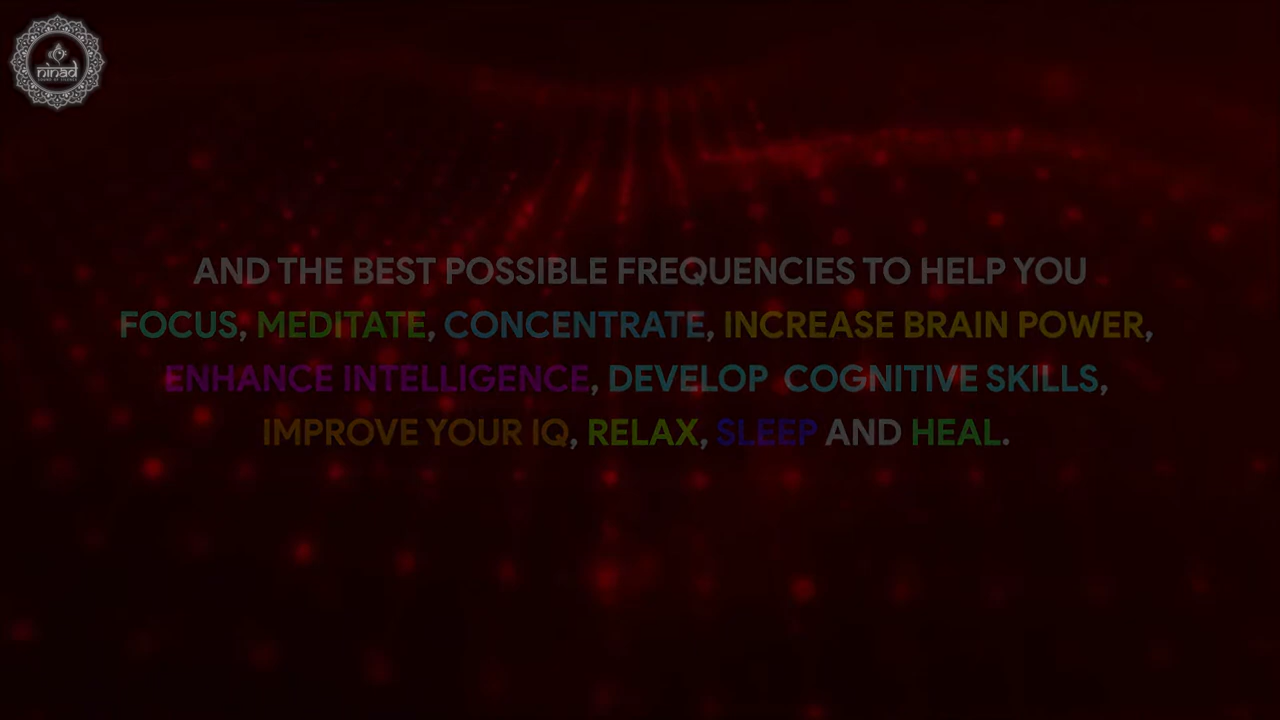 ninad
AND THE BEST POSSIBLE FREQUENCIES TO HELP YOU
FOCUS, MEDITATE, CONCENTRATE, INCREASE BRAIN POWER,
ENHANCE INTELLIGENCE, DEVELOP COGNITIVE SKILLS,
IMPROVE YOUR IQ, RELAX, SLEEP AND HEAL.